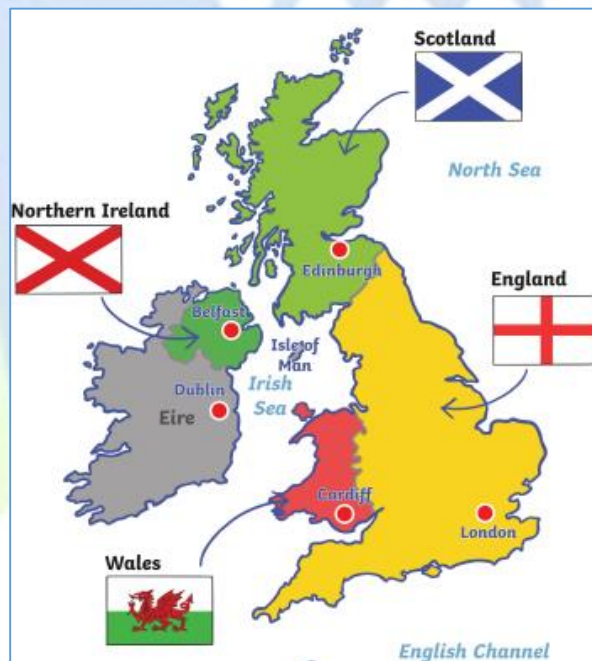 Scotland
North Sea
Northern Ireland
Edinburgh
England
Belfast
Isle of
Man
Dublin
Irish
Sea
Eire
Cardiff
London
Wales
English Channel